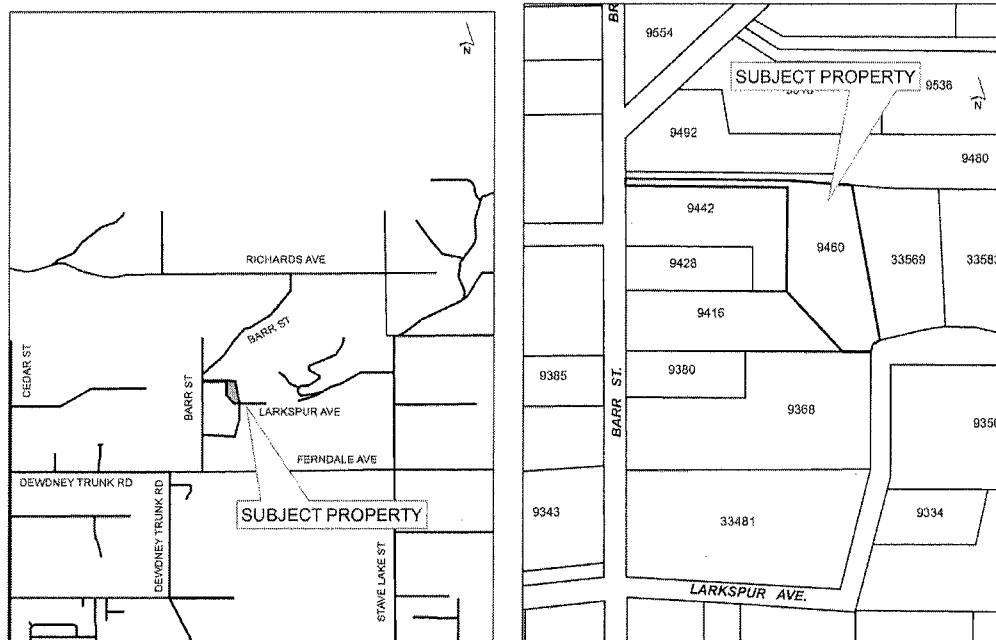 N
RICHARDS AVE
BARR ST
CEDAR ST
BARR ST
LARKSPUR AVE
FERNDALE AVE
DEWDNEY TRUNK RD
SUBJECT PROPERTY
DEWDNEY TRUNK RD
STAVE LAKE ST
BR
9554
SUBJECT PROPERTY
9536
N
9492
9480
9442
9460
9428
33569
33583
9416
9385
9380
BARR ST.
9368
9343
33481
9334
LARKSPUR AVE.